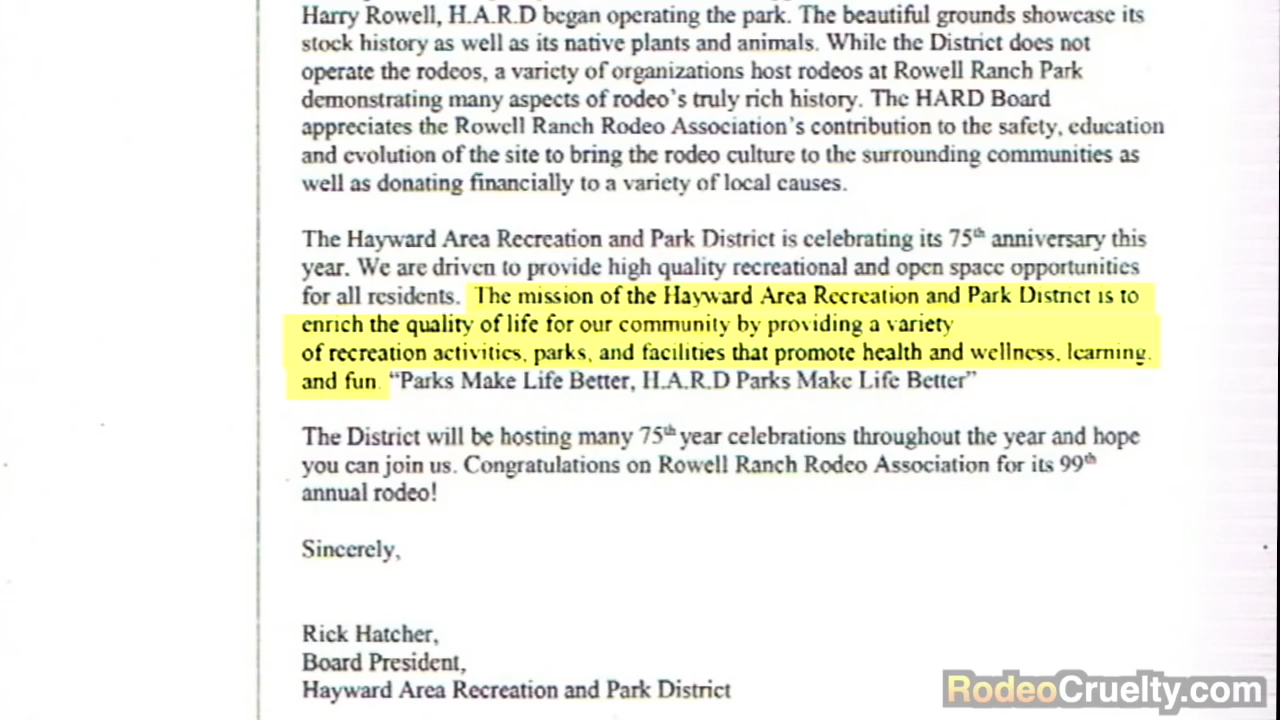 Harry Rowell, H.A.R.D began operating the park. The beautiful grounds showcase its
stock history as well as its native plants and animals. While the District does not
operate the rodeos, a variety of organizations host rodeos at Rowell Ranch Park
demonstrating many aspects of rodeo's truly rich history. The HARD Board
appreciates the Rowell Ranch Rodeo Association's contribution to the safety, education
and evolution of the site to bring the rodeo culture to the surrounding communities as
well as donating financially to a variety of local causes.
The Hayward Area Recreation and Park District is celebrating its 75th anniversary this
year. We are driven to provide high quality recreational and open space opportunities
for all residents. The mission of the Hayward Area Recreation and Park District is to
enrich the quality of life for our community by providing a variety
of recreation activities, parks, and facilities that promote health and wellness, learning,
and fun. "Parks Make Life Better, H.A.R.D Parks Make Life Better"
The District will be hosting many 75th year celebrations throughout the year and hope
you can join us. Congratulations on Rowell Ranch Rodeo Association for its 99th
annual rodeo!
Sincerely,
Rick Hatcher,
Board President,
Hayward Area Recreation and Park District
RodeoCruelty.com